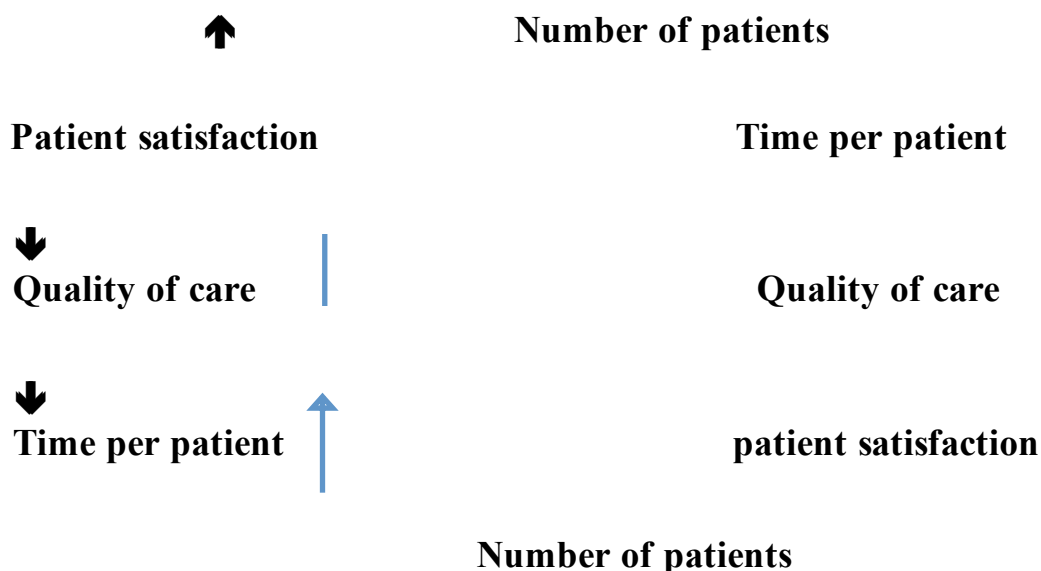 Number of patients
Patient satisfaction Time per patient
Quality of care Quality of care
Time per patient patient satisfaction
Number of patients